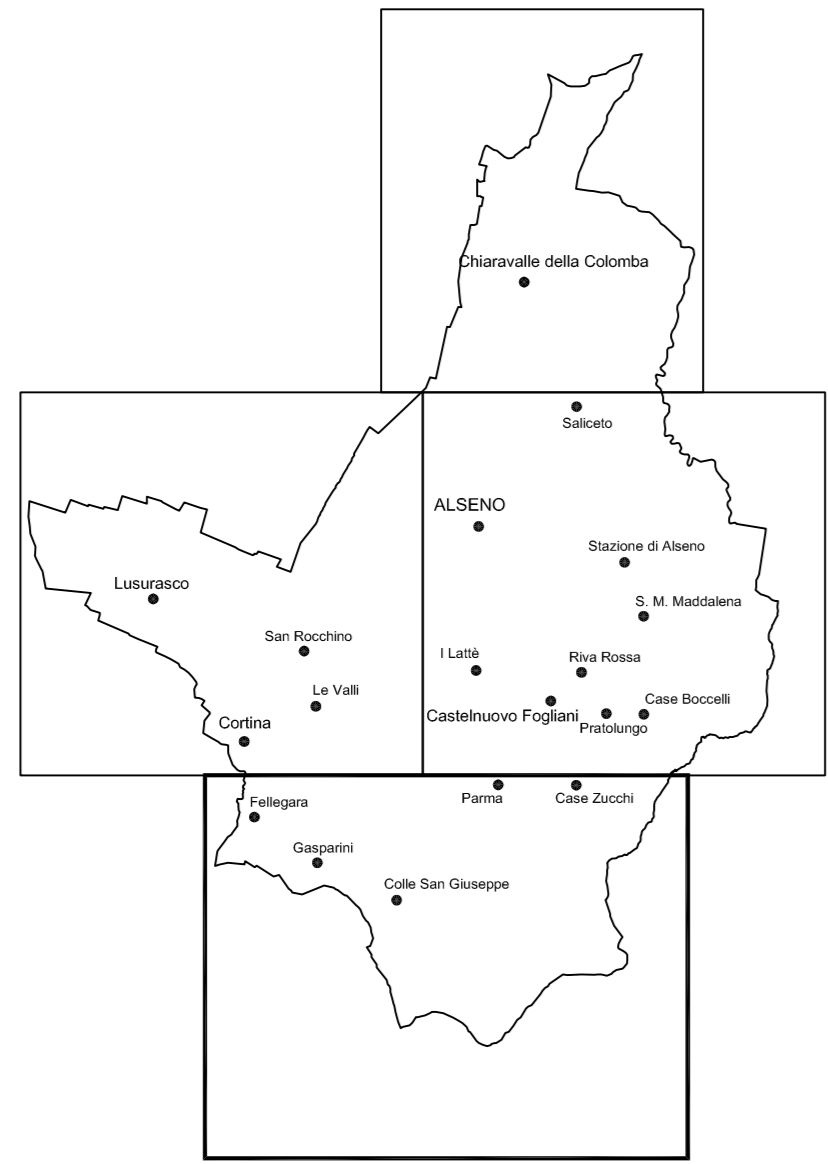 Chiaravalle della Colomba
Saliceto
ALSENO
Stazione di Alseno
Lusurasco
S. M. Maddalena
San Rocchino
I Lattè
Riva Rossa
Le Valli
Case Boccelli
Cortina
Castelnuovo Fogliani
Pratolungo
Fellegara
Parma
Case Zucchi
Gasparini
Colle San Giuseppe